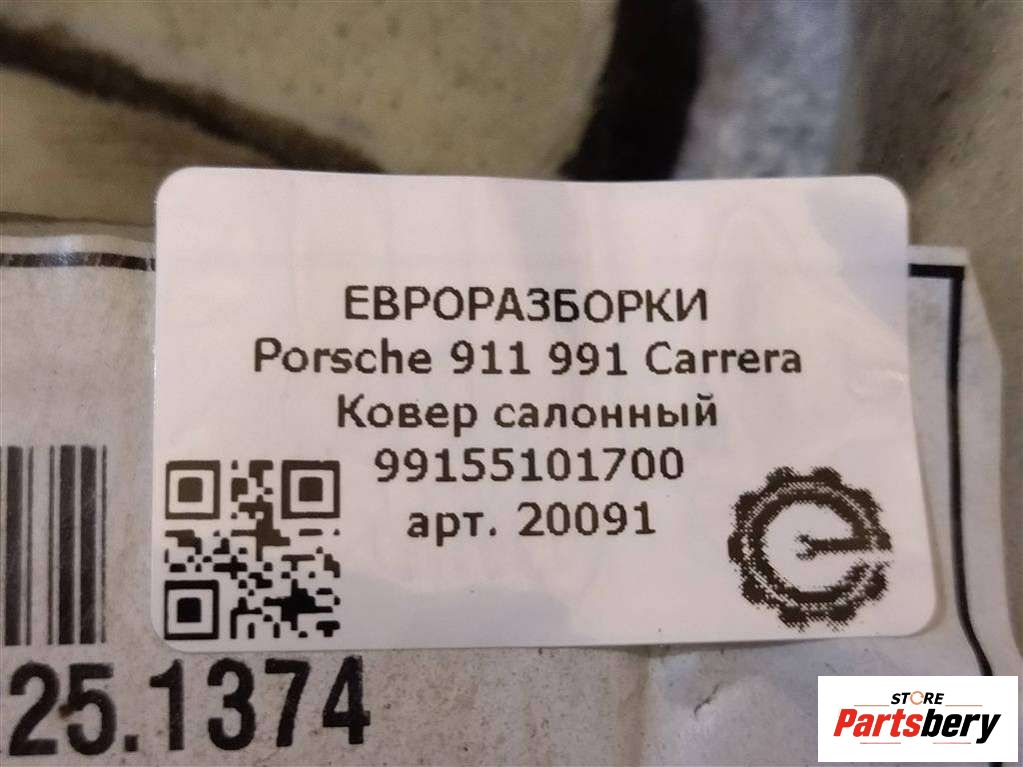 ЕВРОРАЗБОРКИ
Porsche 911 991 Carrera
Ковер салонный
99155101700
арт. 20091
25.1374
STORE
Partsbery